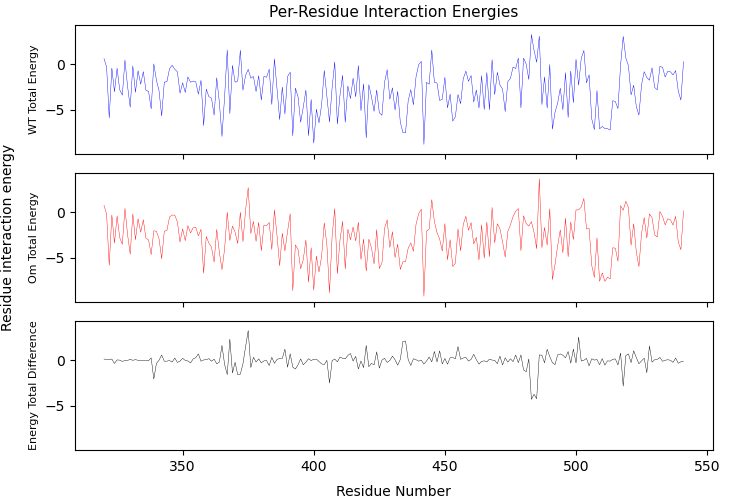 Per-Residue Interaction Energies
Residue interaction energy
WT Total Energy
0
−5
Om Total Energy
0
−5
Energy Total Difference
0
−5
350 400 450 500 550
Residue Number